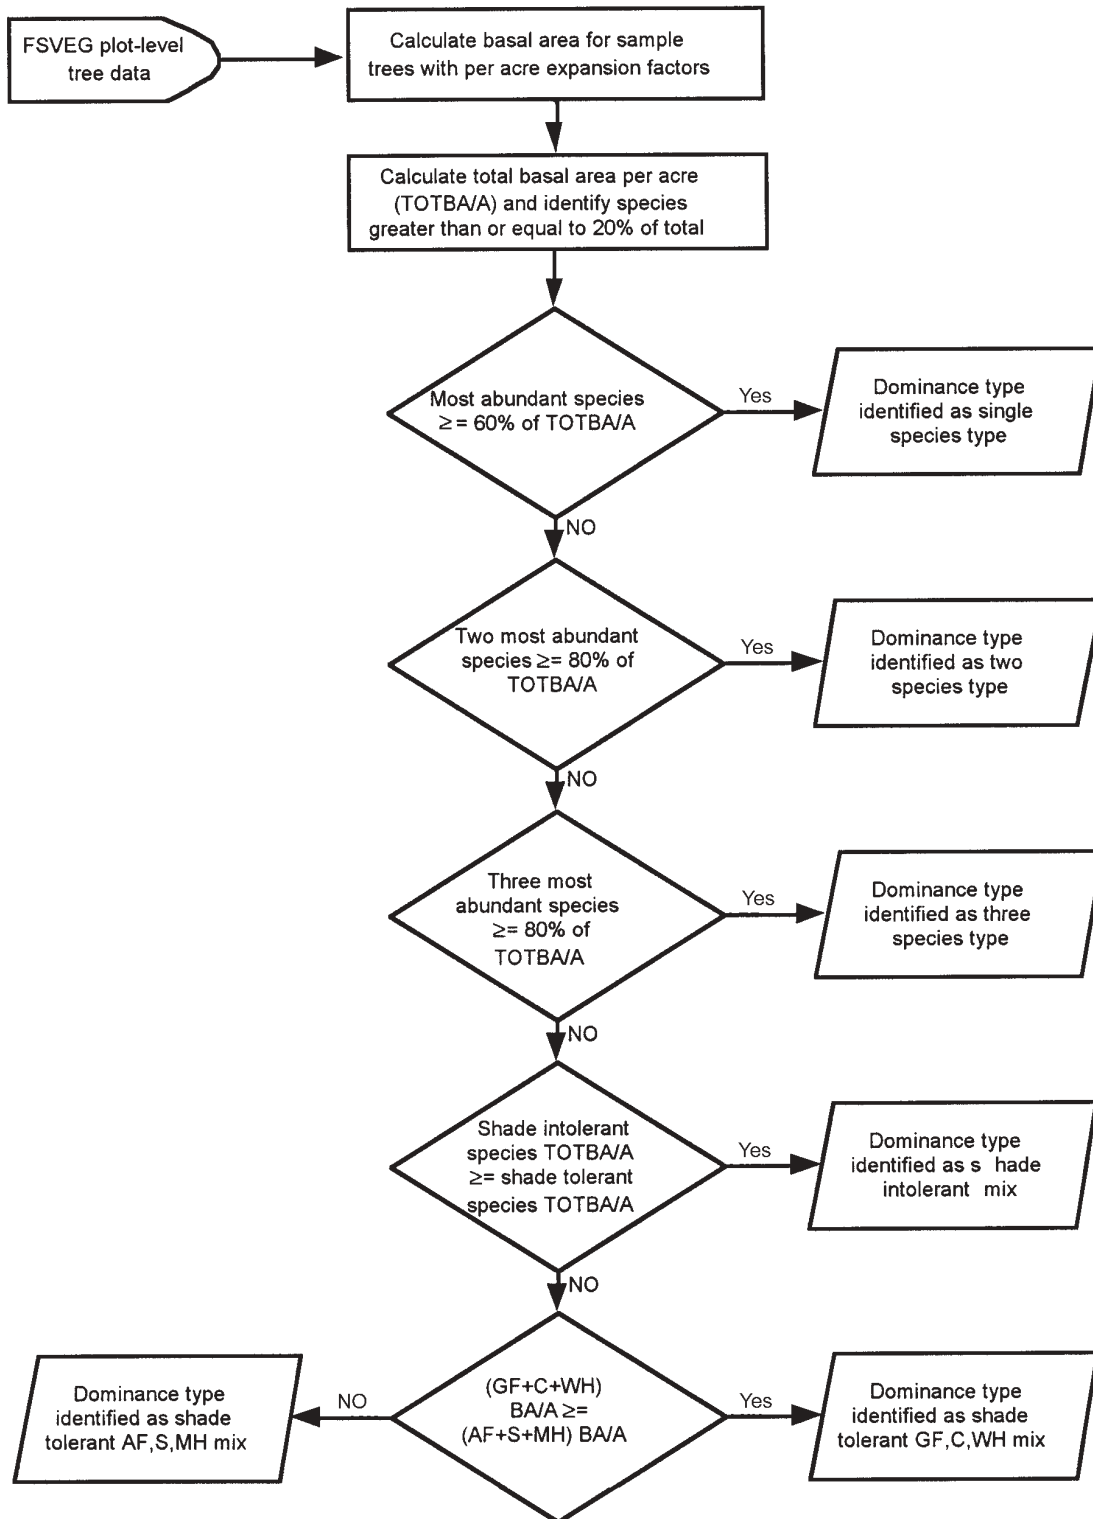 FSVEG plot-level
tree data
Calculate basal area for sample
trees with per acre expansion factors
Calculate total basal area per acre
(TOTBA/A) and identify species
greater than or equal to 20% of total
Most abundant species
≥= 60% of TOTBA/A
Yes
Dominance type
identified as single
species type
NO
Two most abundant
species ≥= 80% of
TOTBA/A
Yes
Dominance type
identified as two
species type
NO
Three most
abundant species
≥= 80% of
TOTBA/A
Yes
Dominance type
identified as three
species type
NO
Shade intolerant
species TOTBA/A
≥= shade tolerant
species TOTBA/A
Yes
Dominance type
identified as s hade
intolerant mix
NO
(GF+C+WH)
BA/A ≥=
(AF+S+MH) BA/A
NO
Dominance type
identified as shade
tolerant AF,S,MH mix
Yes
Dominance type
identified as shade
tolerant GF,C,WH mix